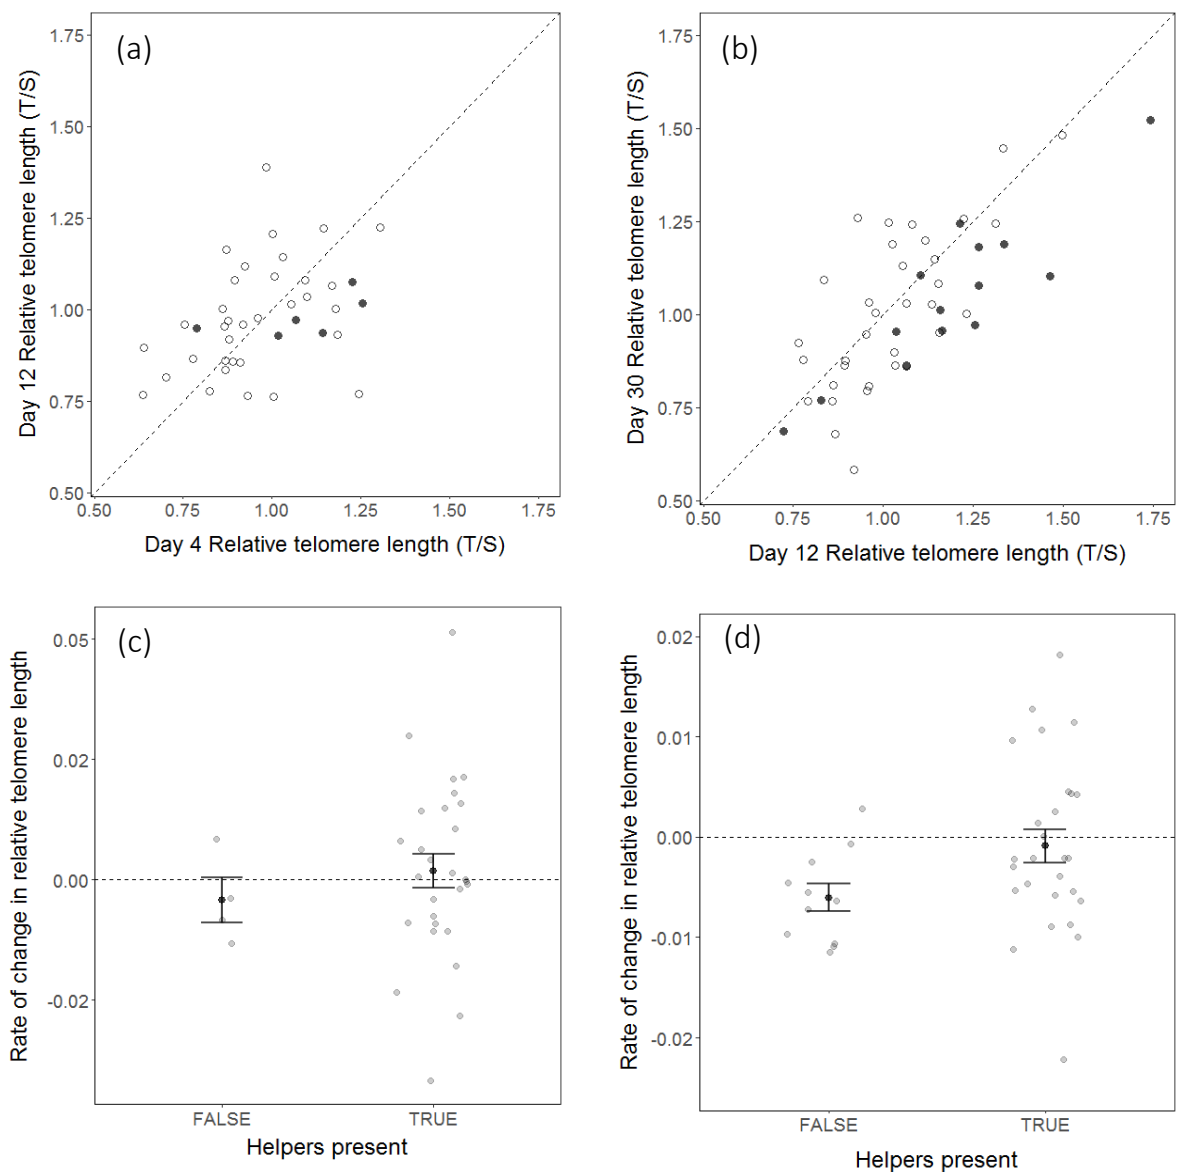 (a)
Day 12 Relative telomere length (T/S)
1.75
1.50
1.25
1.00
0.75
0.50
0.50 0.75 1.00 1.25 1.50 1.75
Day 4 Relative telomere length (T/S)
(b)
Day 30 Relative telomere length (T/S)
1.75
1.50
1.25
1.00
0.75
0.50
0.50 0.75 1.00 1.25 1.50 1.75
Day 12 Relative telomere length (T/S)
(c)
Rate of change in relative telomere length
0.05
0.02
0.00
-0.02
FALSE TRUE
Helpers present
(d)
Rate of change in relative telomere length
0.02
0.01
0.00
-0.01
-0.02
FALSE TRUE
Helpers present